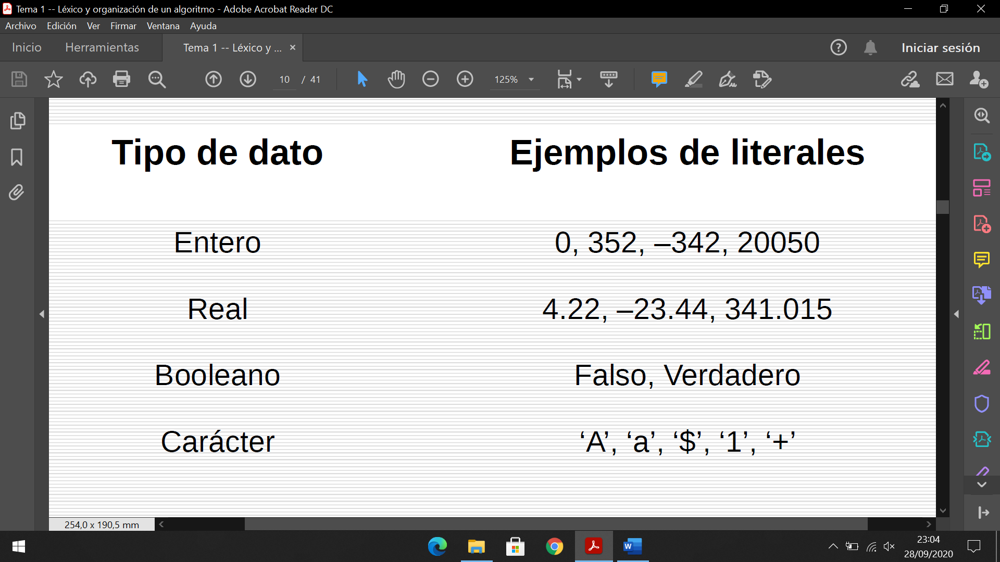 Tema 1 -- Léxico y organización de un algoritmo - Adobe Acrobat Reader DC
Archivo Edición Ver Firmar Ventana Ayuda
Inicio Herramientas Tema 1 -- Léxico y ... × Iniciar sesión
10 / 41 125%
Tipo de dato Ejemplos de literales
Entero 0, 352, –342, 20050
Real 4.22, –23.44, 341.015
Booleano Falso, Verdadero
Carácter ‘A’, ‘a’, ‘$’, ‘1’, ‘+’
254,0 x 190,5 mm
23:04
28/09/2020